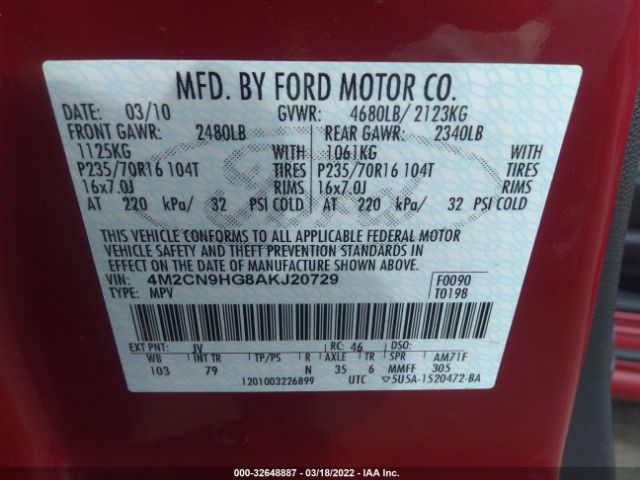 MFD. BY FORD MOTOR CO.
DATE: 03/10 GVWR: 4680LB/ 2123KG
FRONT GAWR: 2480LB REAR GAWR: 2340LB
1125KG WITH 1061KG WITH
P235/70R16 104T TIRES P235/70R16 104T TIRES
16x7.0J RIMS 16x7.0J RIMS
AT 220 kPa/ 32 PSI COLD AT 220 kPa/ 32 PSI COLD
THIS VEHICLE CONFORMS TO ALL APPLICABLE FEDERAL MOTOR
VEHICLE SAFETY AND THEFT PREVENTION STANDARDS IN
EFFECT ON THE DATE OF MANUFACTURE SHOWN ABOVE.
VIN: 4M2CN9HG8AKJ20729 F0090
TYPE: MPV T0198
EXT PNT: JV RC: 46 DSO:
WB INT TR TP/PS R AXLE TR SPR AM71F
103 79 N 35 6 MMFF 305
1201003226899 UTC ▽5U5A-1520472-BA
Ford
000-32648887 - 03/18/2022 - IAA Inc.